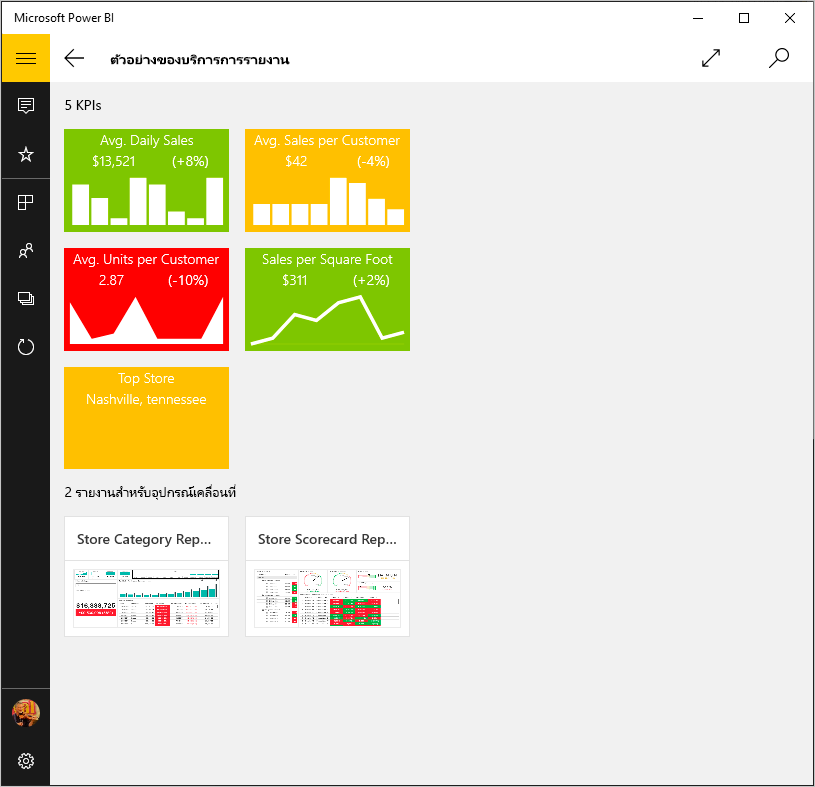 Microsoft Power BI
ตัวอย่างของบริการการรายงาน
5 KPIs
Avg. Daily Sales
$13,521 (+8%)
Avg. Sales per Customer
$42 (-4%)
Avg. Units per Customer
2.87 (-10%)
Sales per Square Foot
$311 (+2%)
Top Store
Nashville, tennessee
2 รายงานสำหรับอุปกรณ์เคลื่อนที่
Store Category Rep...
Store Scorecard Rep...
$16,338,725